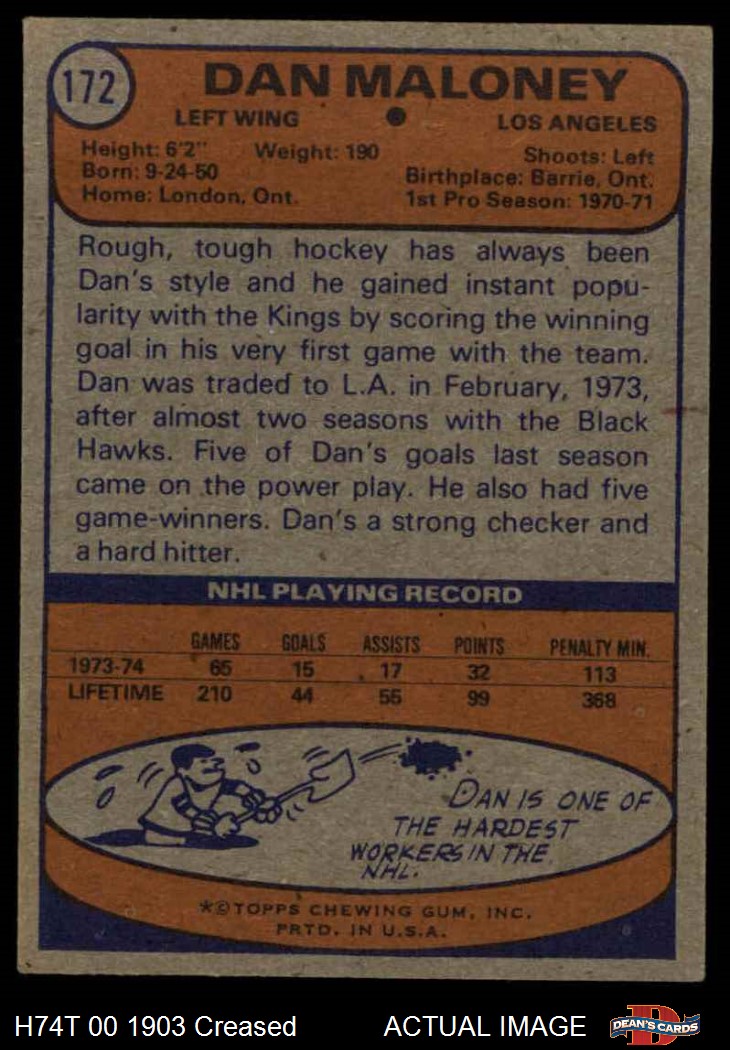 172
DAN MALONEY
LEFT WING ● LOS ANGELES
Height: 6'2" Weight: 190 Shoots: Left
Born: 9-24-50 Birthplace: Barrie, Ont.
Home: London, Ont. 1st Pro Season: 1970-71
Rough, tough hockey has always been
Dan's style and he gained instant popu-
larity with the Kings by scoring the winning
goal in his very first game with the team.
Dan was traded to L.A. in February, 1973,
after almost two seasons with the Black
Hawks. Five of Dan's goals last season
came on the power play. He also had five
game-winners. Dan's a strong checker and
a hard hitter.
NHL PLAYING RECORD
GAMES GOALS ASSISTS POINTS PENALTY MIN.
1973-74 65 15 17 32 113
LIFETIME 210 44 55 99 368
DAN IS ONE OF
THE HARDEST
WORKERS IN THE
NHL.
*©TOPPS CHEWING GUM, INC.
PRTD. IN U.S.A.
H74T 00 1903 Creased ACTUAL IMAGE
D
DEAN'S CARDS